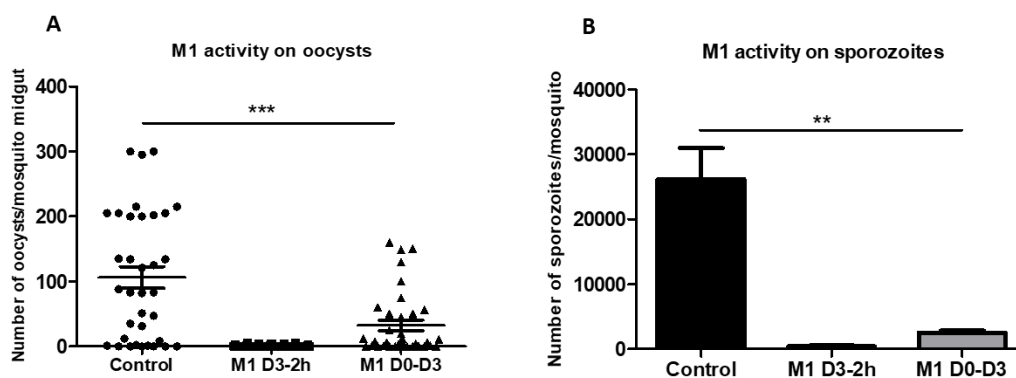 A
M1 activity on oocysts
Number of oocysts/mosquito midgut
400
300
200
100
0
***
Control
M1 D3-2h
M1 D0-D3
B
M1 activity on sporozoites
Number of sporozoites/mosquito
40000
30000
20000
10000
0
**
Control
M1 D3-2h
M1 D0-D3